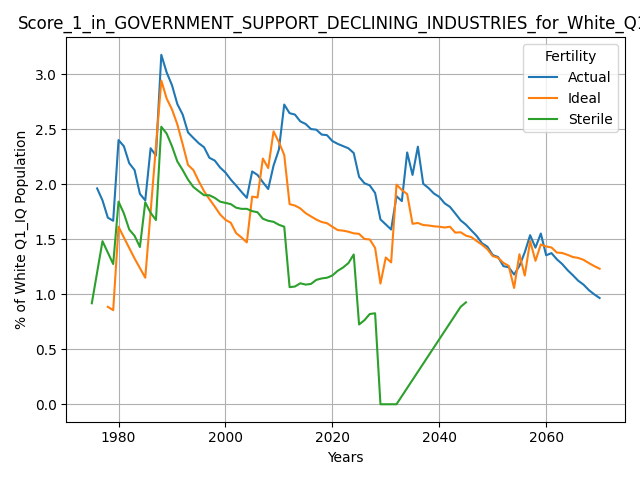 Score_1_in_GOVERNMENT_SUPPORT_DECLINING_INDUSTRIES_for_White_Q1
% of White Q1_IQ Population
3.0
2.5
2.0
1.5
1.0
0.5
0.0
Fertility
Actual
Ideal
Sterile
1980 2000 2020 2040 2060
Years